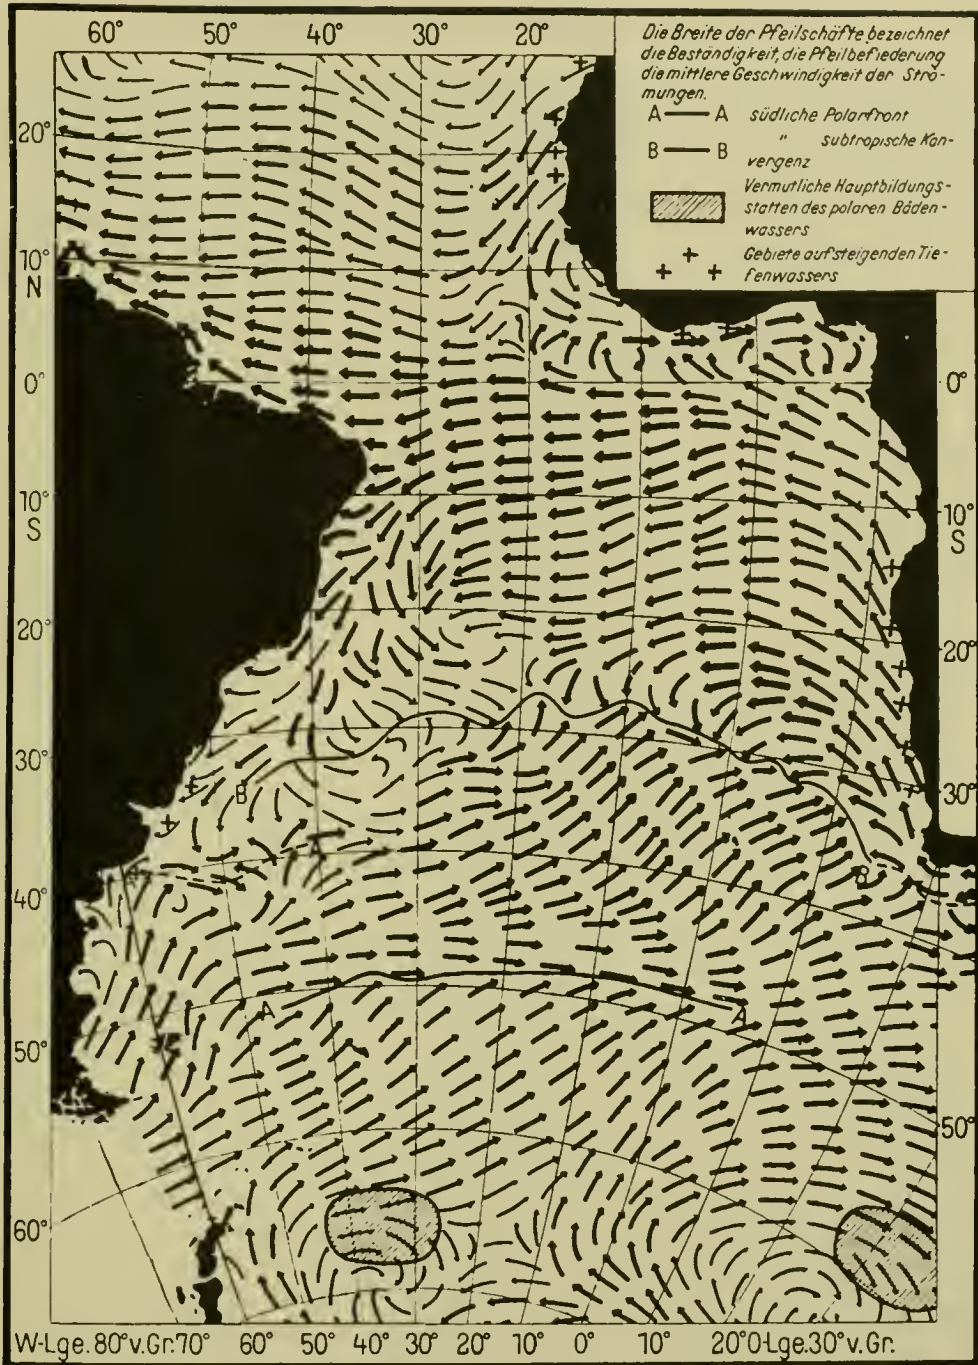 60° 50° 40° 30° 20°
Die Breite der Pfeilschäfte bezeichnet
die Beständigkeit, die Pfeilbefiederung
die mittlere Geschwindigkeit der Strö-
mungen.
A — A südliche Polarfront
B — B " subtropische Kon-
vergenz
Vermutliche Hauptbildungs-
statten des polaren Böden-
wassers
Gebiete aufsteigenden Tie-
fenwassers
20°
10°
N
0° 0°
10° 10°
S S
20° 20°
30° 30°
B
B
40°
A A
50°
50°
60°
W-Lge. 80° v. Gr. 70° 60° 50° 40° 30° 20° 10° 0° 10° 20° O-Lge. 30° v. Gr.